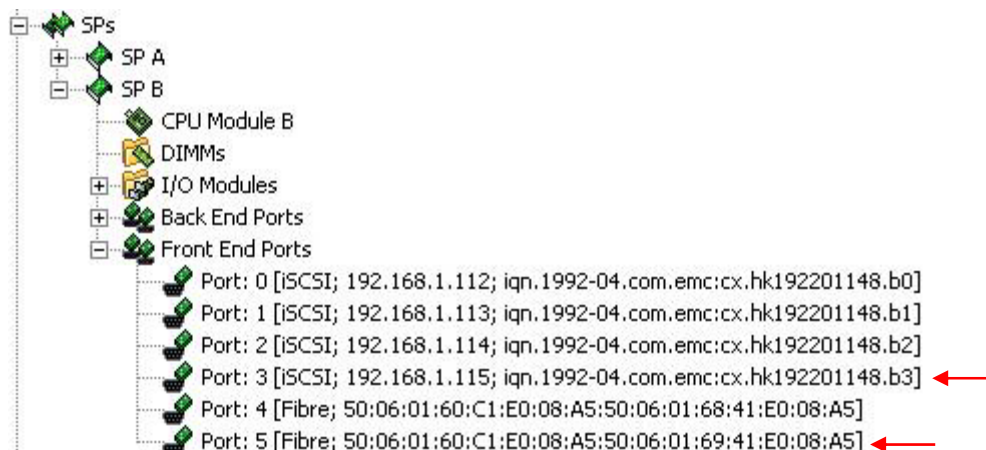 SPs
SP A
SP B
CPU Module B
DIMMs
I/O Modules
Back End Ports
Front End Ports
Port: 0 [iSCSI; 192.168.1.112; iqn.1992-04.com.emc:cx.hk192201148.b0]
Port: 1 [iSCSI; 192.168.1.113; iqn.1992-04.com.emc:cx.hk192201148.b1]
Port: 2 [iSCSI; 192.168.1.114; iqn.1992-04.com.emc:cx.hk192201148.b2]
Port: 3 [iSCSI; 192.168.1.115; iqn.1992-04.com.emc:cx.hk192201148.b3]
Port: 4 [Fibre; 50:06:01:60:C1:E0:08:A5:50:06:01:68:41:E0:08:A5]
Port: 5 [Fibre; 50:06:01:60:C1:E0:08:A5:50:06:01:69:41:E0:08:A5]